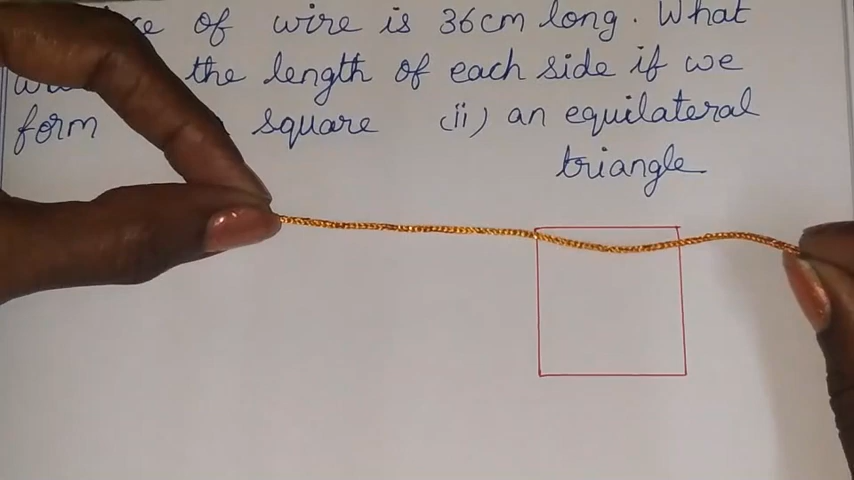 of wire is 36cm long. What
the length of each side if we
form square (ii) an equilateral
triangle